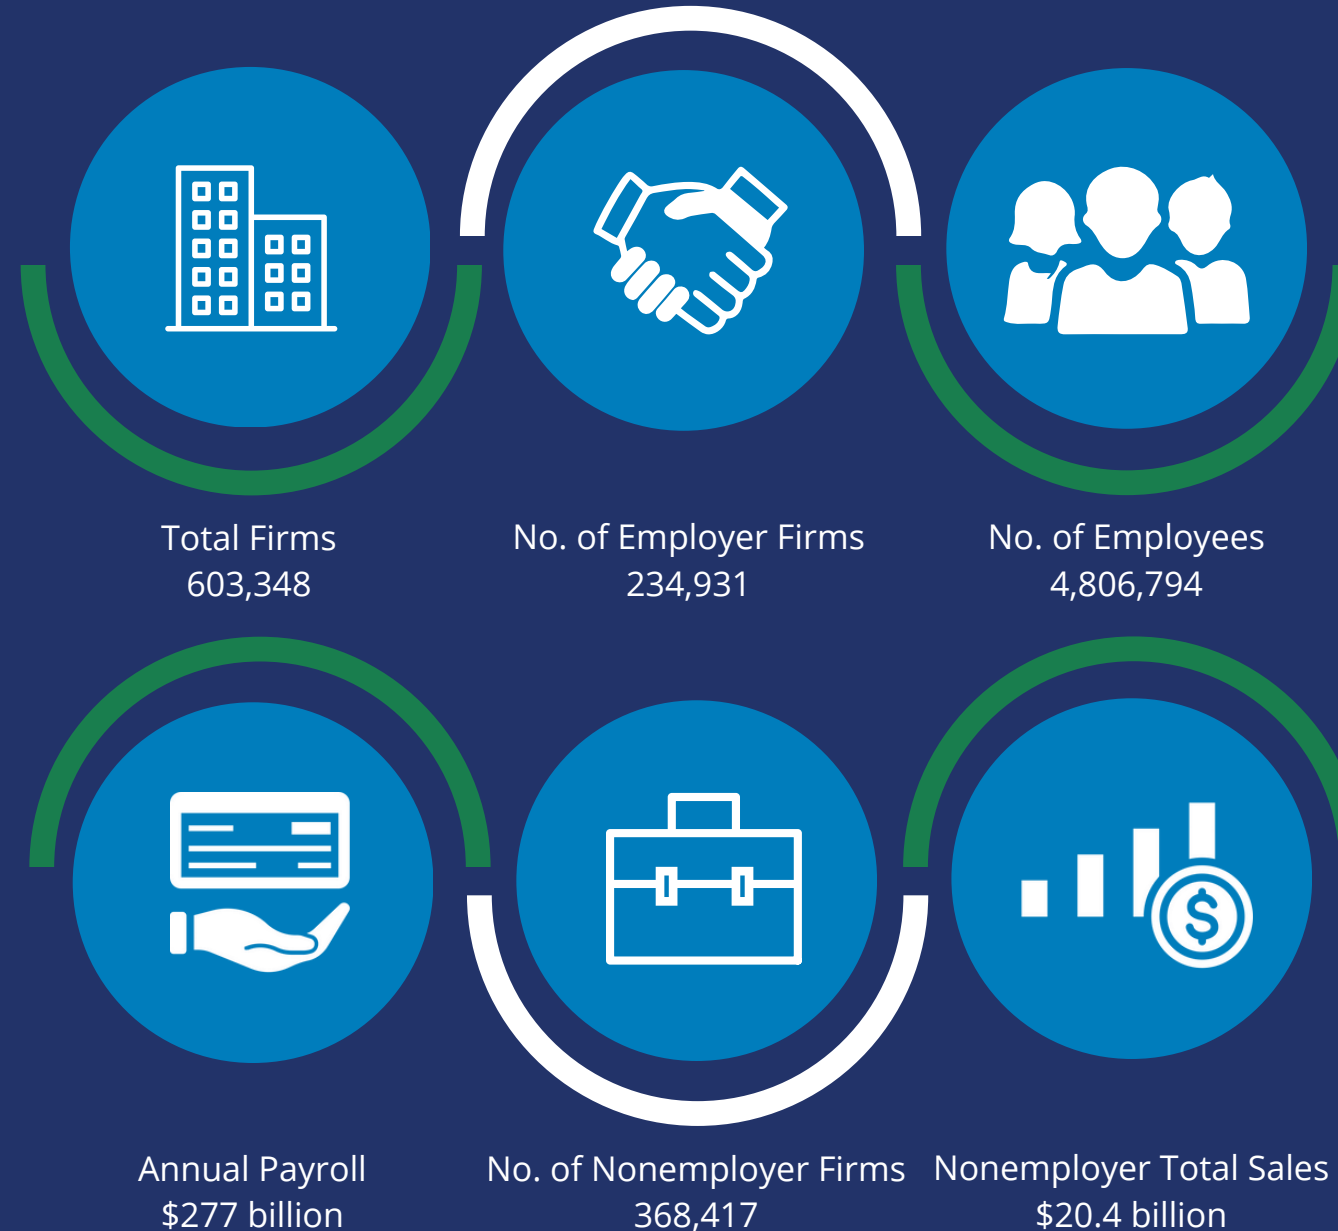 Total Firms
603,348
No. of Employer Firms
234,931
No. of Employees
4,806,794
Annual Payroll
$277 billion
No. of Nonemployer Firms
368,417
Nonemployer Total Sales
$20.4 billion